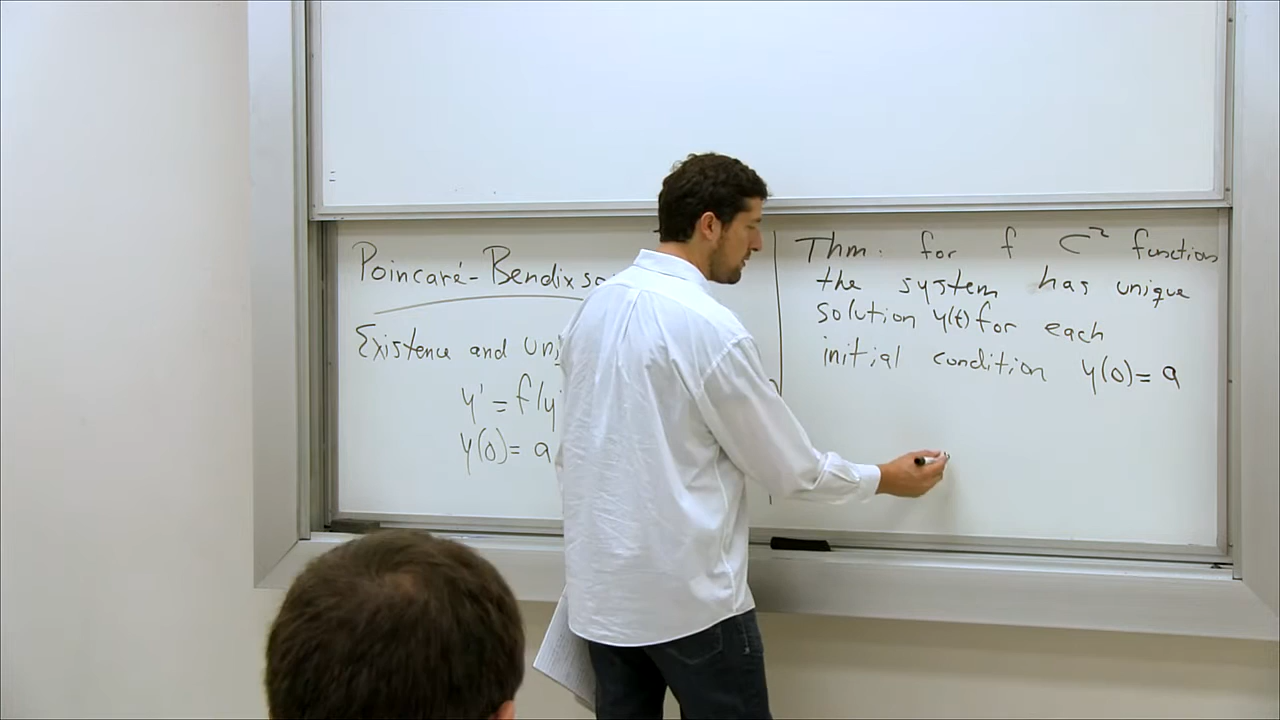 Poincaré-Bendixso
Existence and uni
y' = f(y
y(0) = a
Thm: for f C² function
the system has unique
solution y(t) for each
initial condition y(0) = a